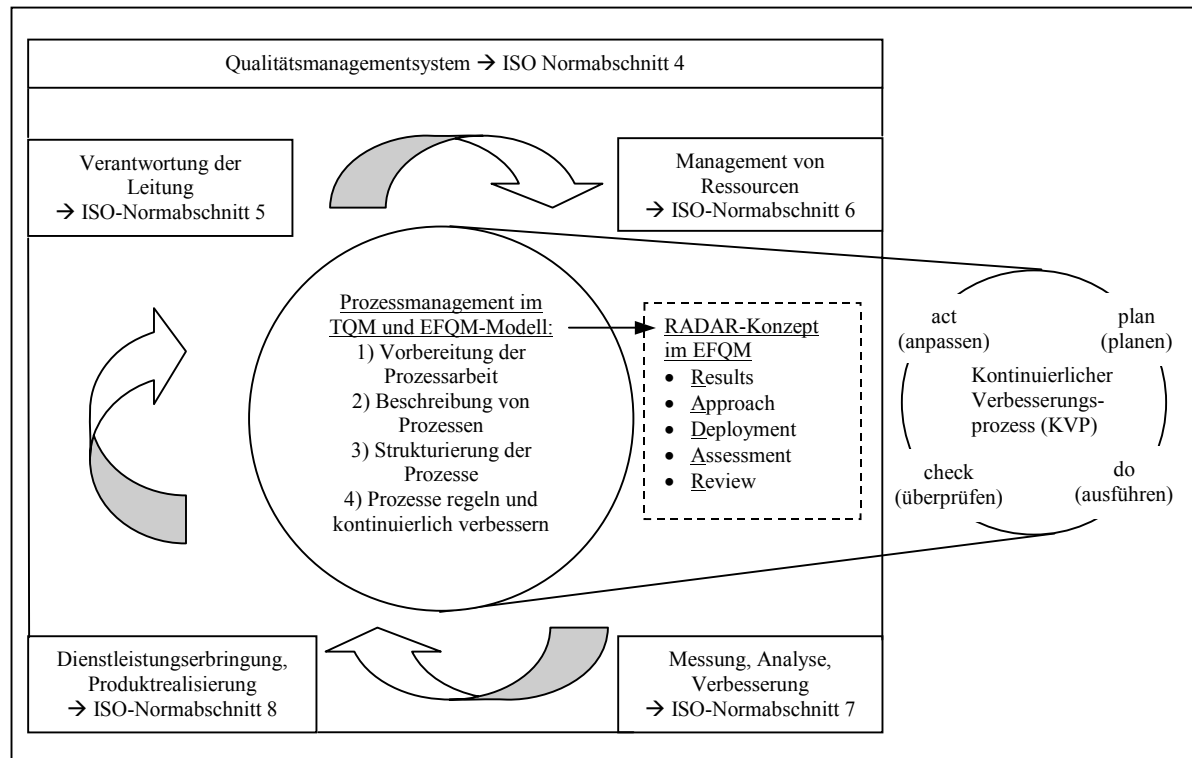 Qualitätsmanagementsystem → ISO Normabschnitt 4
Verantwortung der
Leitung
→ ISO-Normabschnitt 5
Management von
Ressourcen
→ ISO-Normabschnitt 6
Prozessmanagement im
TQM und EFQM-Modell:
1) Vorbereitung der
Prozessarbeit
2) Beschreibung von
Prozessen
3) Strukturierung der
Prozesse
4) Prozesse regeln und
kontinuierlich verbessern
RADAR-Konzept
im EFQM
• Results
• Approach
• Deployment
• Assessment
• Review
act
(anpassen)
plan
(planen)
Kontinuierlicher
Verbesserungs-
prozess (KVP)
check
(überprüfen)
do
(ausführen)
Dienstleistungserbringung,
Produktrealisierung
→ ISO-Normabschnitt 8
Messung, Analyse,
Verbesserung
→ ISO-Normabschnitt 7